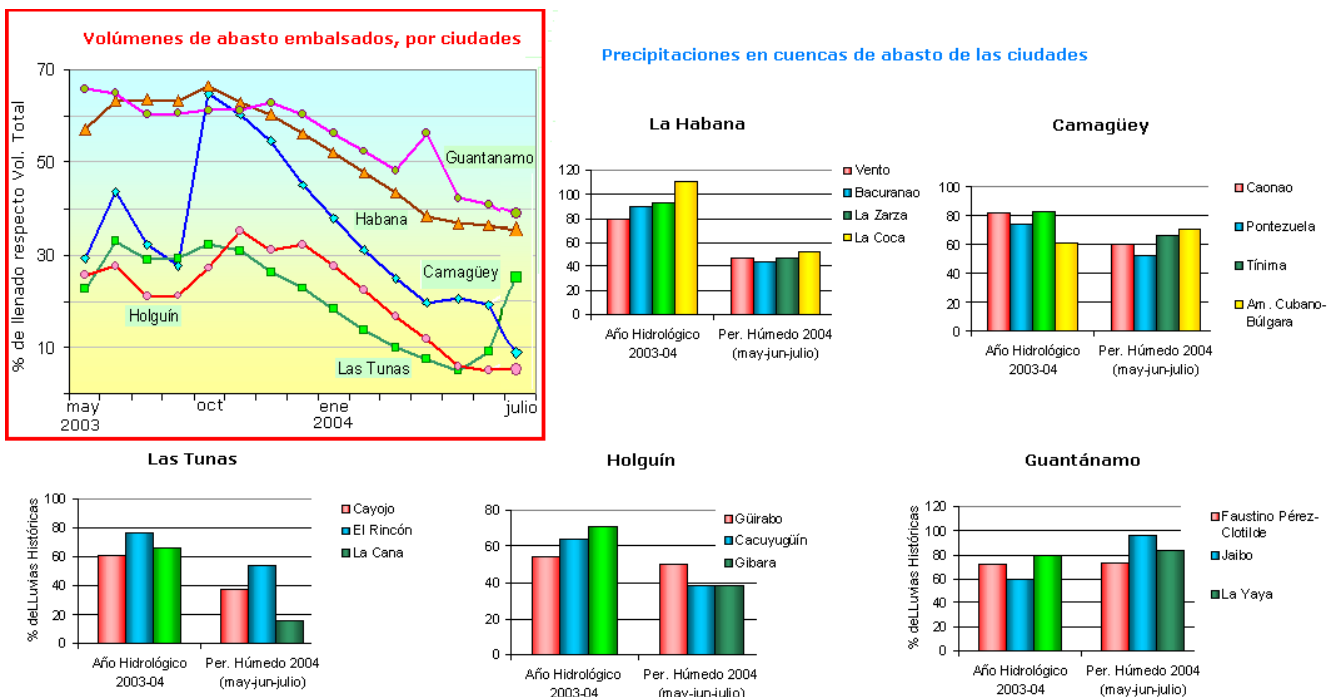 Volúmenes de abasto embalsados, por ciudades
% de llenado respecto Vol. Total
70
50
30
10
Guantanamo
Habana
Camagüey
Holguín
Las Tunas
may
2003
oct
ene
2004
julio
Precipitaciones en cuencas de abasto de las ciudades
La Habana
120
100
80
60
40
20
0
Año Hidrológico
2003-04
Per. Húmedo 2004
(may-jun-julio)
Vento
Bacuranao
La Zarza
La Coca
Camagüey
100
80
60
40
20
0
Año Hidrológico
2003-04
Per. Húmedo 2004
(may-jun-julio)
Caonao
Pontezuela
Tínima
Am. Cubano-
Búlgara
Las Tunas
% deLLuvias Históricas
100
80
60
40
20
0
Año Hidrológico
2003-04
Per. Húmedo 2004
(may-jun-julio)
Cayojo
El Rincón
La Cana
Holguín
80
60
40
20
0
Año Hidrológico
2003-04
Per. Húmedo 2004
(may-jun-julio)
Güirabo
Cacuyugüín
Gibara
Guantánamo
% deLLuvias Históricas
120
100
80
60
40
20
0
Año Hidrológico
2003-04
Per. Húmedo 2004
(may-jun-julio)
Faustino Pérez-
Clotilde
Jaibo
La Yaya